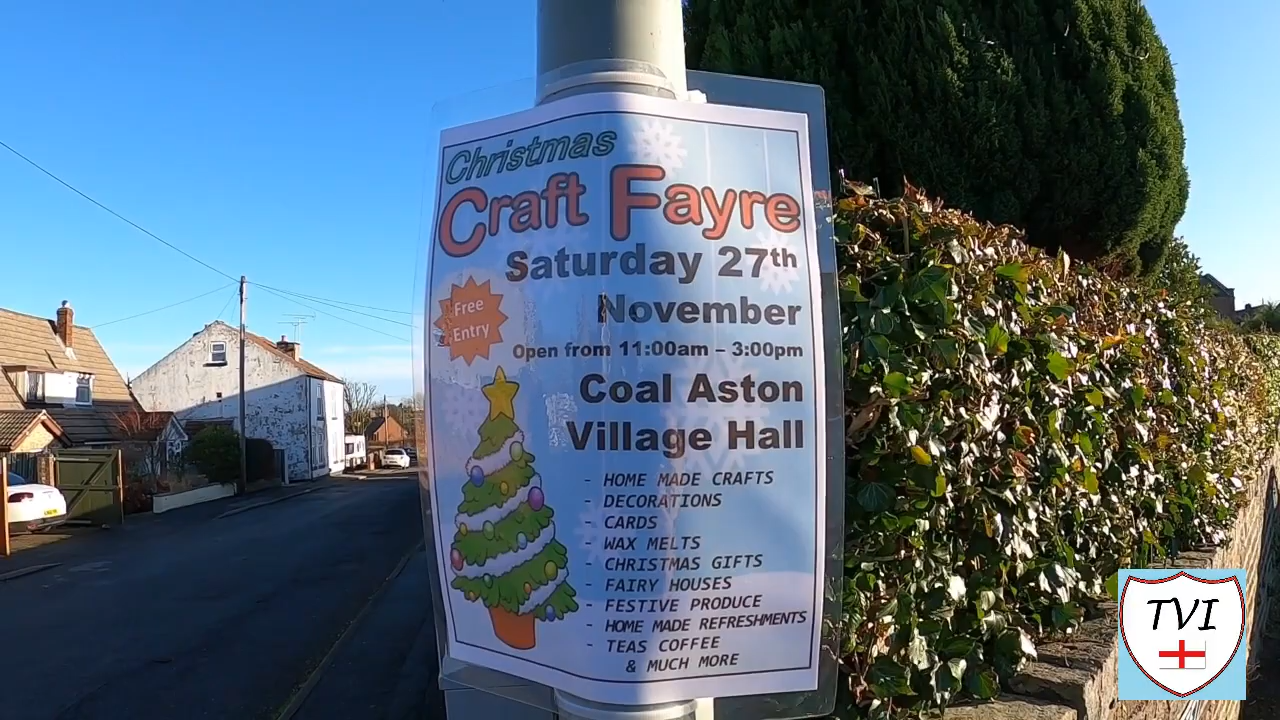 Christmas
Craft Fayre
Saturday 27th
November
Free
Entry
Open from 11:00am – 3:00pm
Coal Aston
Village Hall
- HOME MADE CRAFTS
- DECORATIONS
- CARDS
- WAX MELTS
- CHRISTMAS GIFTS
- FAIRY HOUSES
- FESTIVE PRODUCE
- HOME MADE REFRESHMENTS
- TEAS COFFEE
& MUCH MORE
TVI